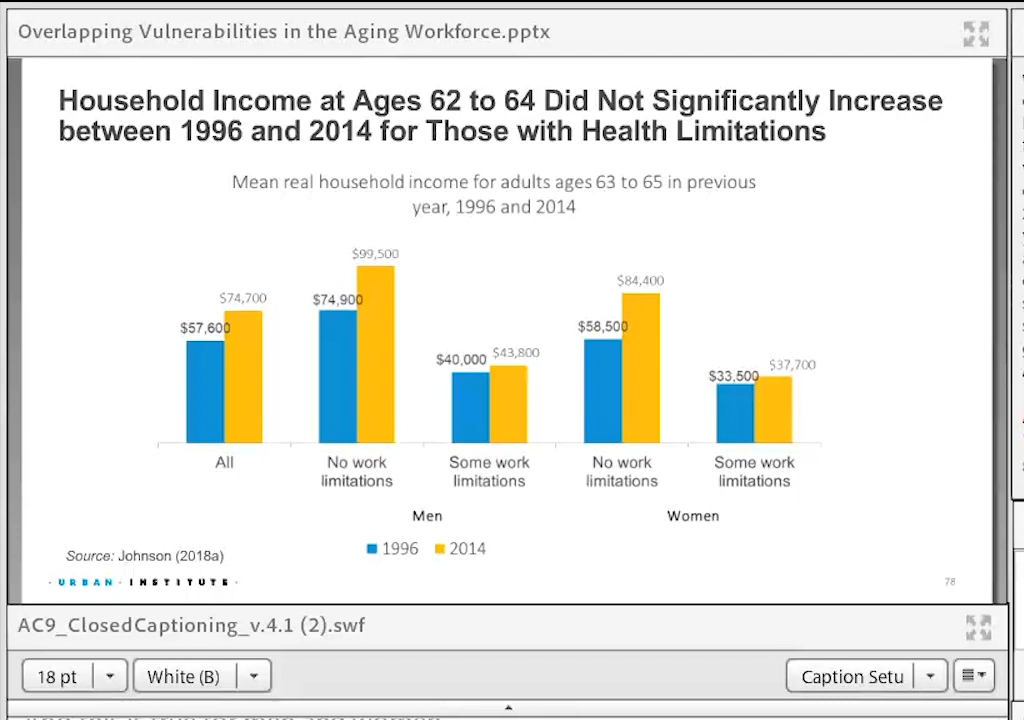 Overlapping Vulnerabilities in the Aging Workforce.pptx
Household Income at Ages 62 to 64 Did Not Significantly Increase
between 1996 and 2014 for Those with Health Limitations
Mean real household income for adults ages 63 to 65 in previous
year, 1996 and 2014
$99,500
$84,400
$74,700
$74,900
$57,600
$58,500
$40,000
$43,800
$33,500
$37,700
All
No work
limitations
Some work
limitations
No work
limitations
Some work
limitations
Men
Women
1996
2014
Source: Johnson (2018a)
URBAN · INSTITUTE
78
AC9_ClosedCaptioning_v.4.1 (2).swf
18 pt
White (B)
Caption Setu